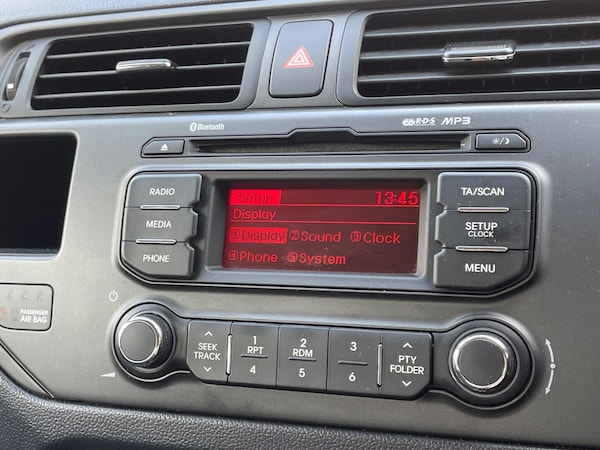 Bluetooth
R·D·S MP3
RADIO
MEDIA
PHONE
Setup 13:45
Display
1 Display 2 Sound 3 Clock
4 Phone 5 System
TA/SCAN
SETUP
CLOCK
MENU
PASSENGER
AIR BAG
SEEK
TRACK
1
RPT
4
2
RDM
5
3
6
PTY
FOLDER